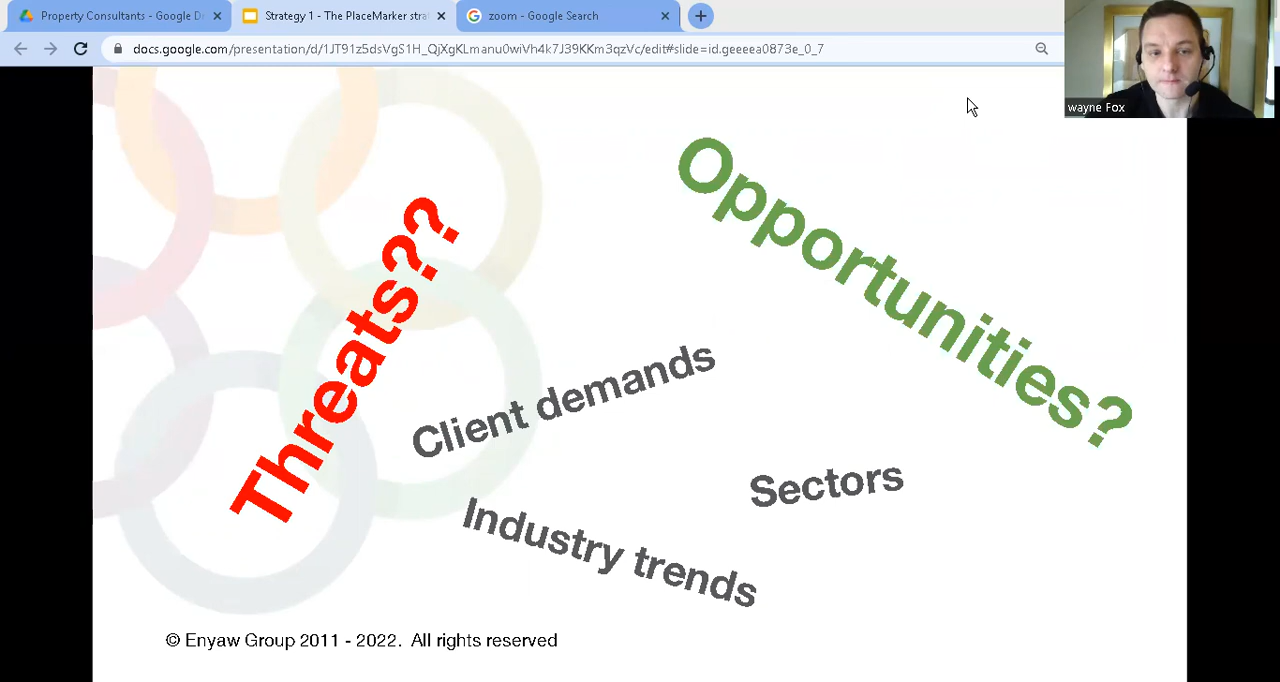 Property Consultants - Google Dr
Strategy 1 - The PlaceMarker stra
zoom - Google Search
docs.google.com/presentation/d/1JT91z5dsVgS1H_QjXgKLmanu0wiVh4k7J39KKm3qzVc/edit#slide=id.geeeea0873e_0_7
wayne Fox
Opportunities?
Threats??
Client demands
Sectors
Industry trends
© Enyaw Group 2011 - 2022. All rights reserved